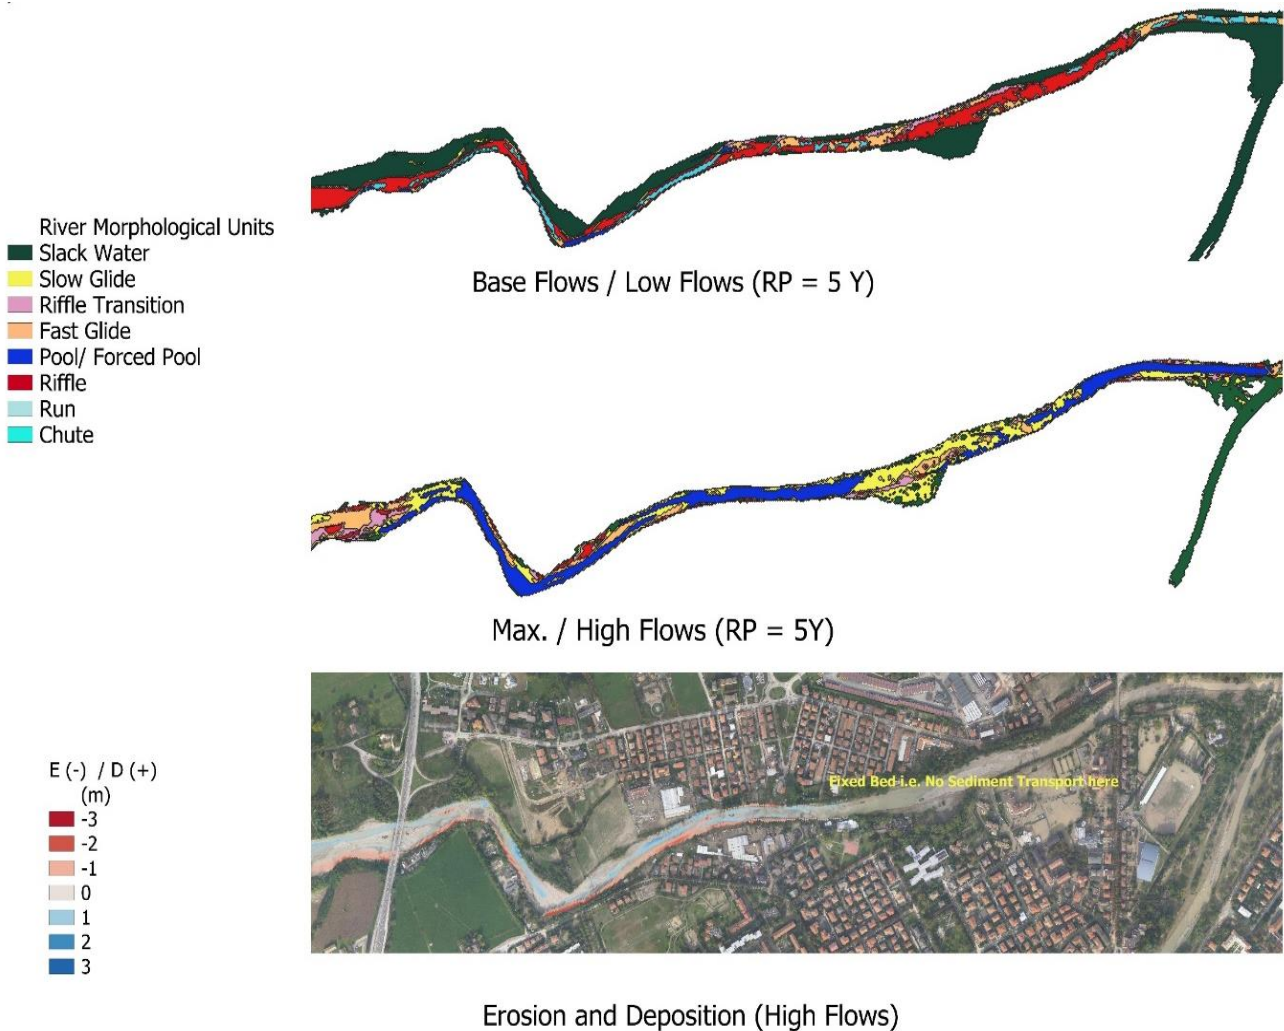 River Morphological Units
Slack Water
Slow Glide
Riffle Transition
Fast Glide
Pool/ Forced Pool
Riffle
Run
Chute
Base Flows / Low Flows (RP = 5 Y)
Max. / High Flows (RP = 5Y)
E (-) / D (+)
(m)
-3
-2
-1
0
1
2
3
Fixed Bed i.e. No Sediment Transport here
Erosion and Deposition (High Flows)